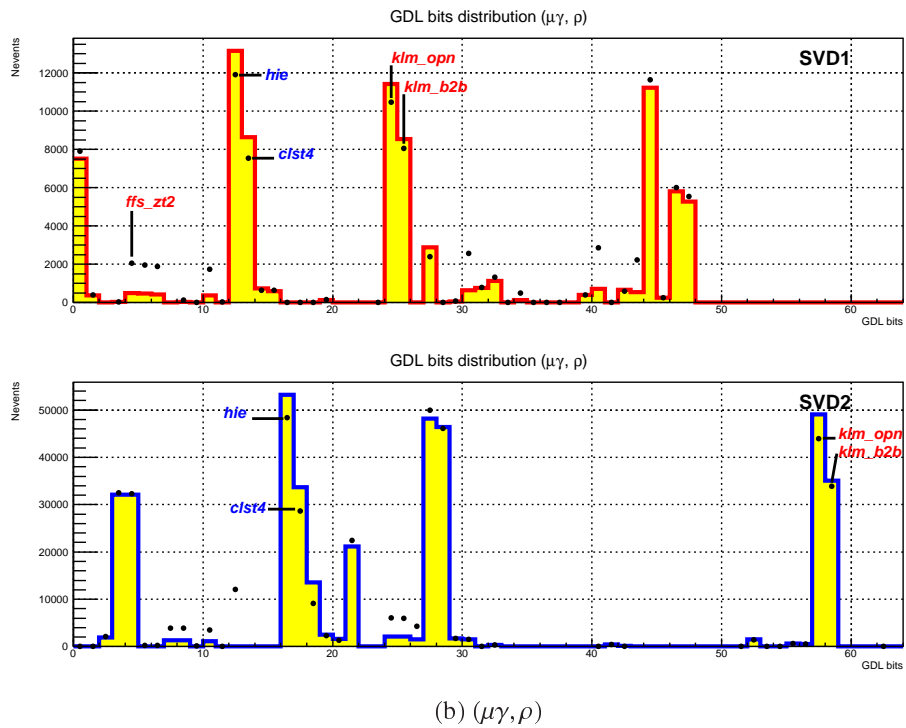 GDL bits distribution (μγ, ρ)
Nevents
SVD1
12000
10000
8000
6000
4000
2000
0
hie
clst4
ffs_zt2
klm_opn
klm_b2b
0 10 20 30 40 50 60
GDL bits
GDL bits distribution (μγ, ρ)
Nevents
SVD2
50000
40000
30000
20000
10000
0
hie
clst4
klm_opn
klm_b2b
0 10 20 30 40 50 60
GDL bits
(b) (μγ, ρ)